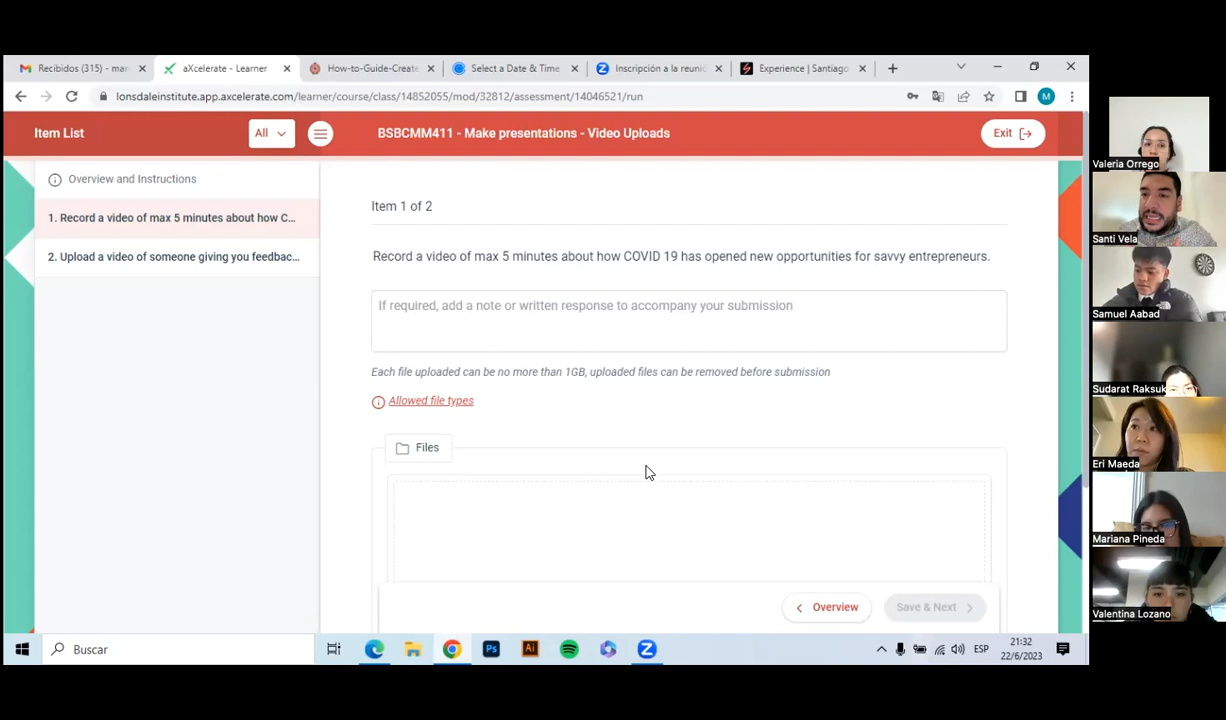 Recibidos (315) - mar
aXcelerate - Learner
How-to-Guide-Create
Select a Date & Time
Inscripción a la reunió
Experience | Santiago
lonsdaleinstitute.app.axcelerate.com/learner/course/class/14852055/mod/32812/assessment/14046521/run
M
Item List
All
BSBCMM411 - Make presentations - Video Uploads
Exit
Overview and Instructions
1. Record a video of max 5 minutes about how C...
2. Upload a video of someone giving you feedbac...
Item 1 of 2
Record a video of max 5 minutes about how COVID 19 has opened new opportunities for savvy entrepreneurs.
If required, add a note or written response to accompany your submission
Each file uploaded can be no more than 1GB, uploaded files can be removed before submission
Allowed file types
Files
Overview
Save & Next
Buscar
Ps
Ai
ESP
21:32
22/6/2023
Valeria Orrego
Santi Vela
Samuel Aabad
Sudarat Raksuk
Eri Maeda
Mariana Pineda
Valentina Lozano